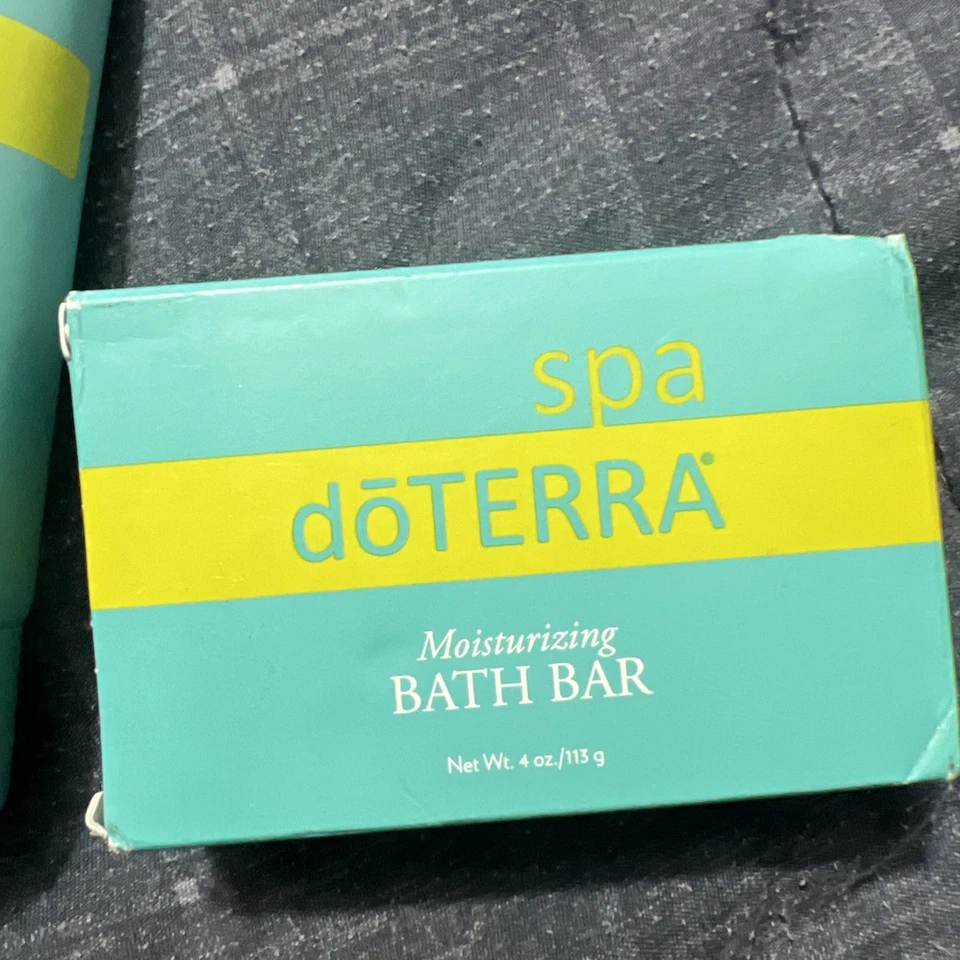 spa
dōTERRA®
Moisturizing
BATH BAR
Net Wt. 4 oz./113 g